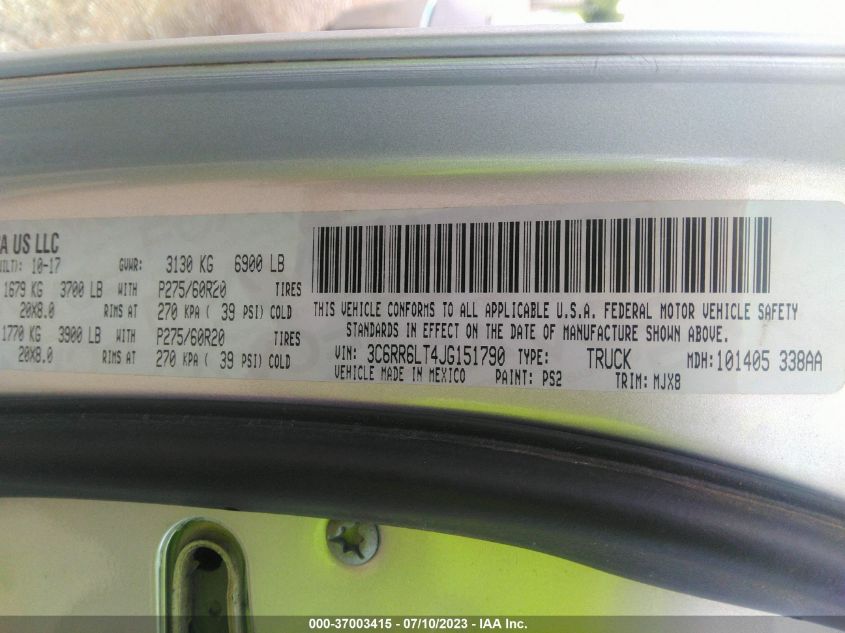 CA US LLC
10-17 GVWR: 3130 KG 6900 LB
1679 KG 3700 LB WITH P275/60R20 TIRES
20X8.0 RIMS AT 270 KPA ( 39 PSI) COLD
1770 KG 3900 LB WITH P275/60R20 TIRES
20X8.0 RIMS AT 270 KPA ( 39 PSI) COLD
THIS VEHICLE CONFORMS TO ALL APPLICABLE U.S.A. FEDERAL MOTOR VEHICLE SAFETY
STANDARDS IN EFFECT ON THE DATE OF MANUFACTURE SHOWN ABOVE.
VIN: 3C6RR6LT4JG151790 TYPE: TRUCK MDH: 101405 338AA
VEHICLE MADE IN MEXICO PAINT: PS2 TRIM: MJX8
000-37003415 - 07/10/2023 - IAA Inc.